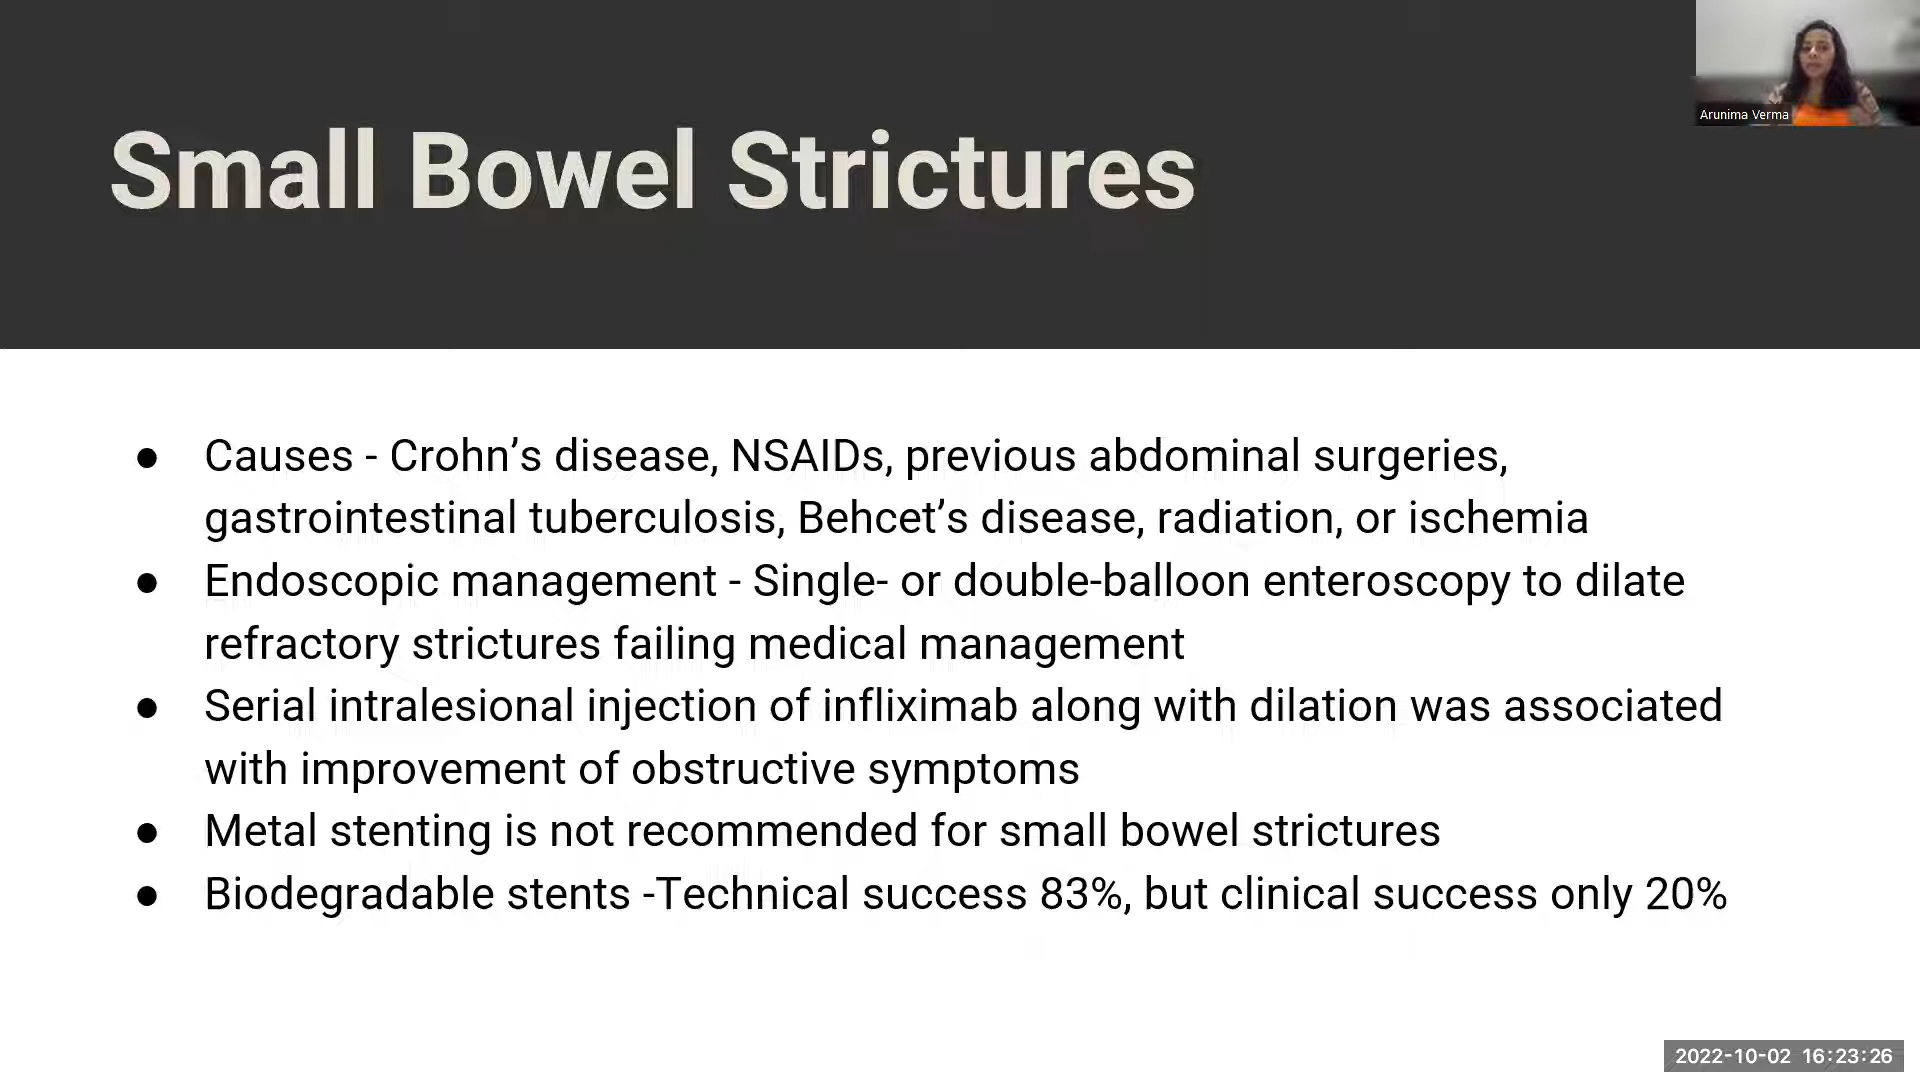 Arunima Verma
Small Bowel Strictures
● Causes - Crohn’s disease, NSAIDs, previous abdominal surgeries,
gastrointestinal tuberculosis, Behcet’s disease, radiation, or ischemia
● Endoscopic management - Single- or double-balloon enteroscopy to dilate
refractory strictures failing medical management
● Serial intralesional injection of infliximab along with dilation was associated
with improvement of obstructive symptoms
● Metal stenting is not recommended for small bowel strictures
● Biodegradable stents -Technical success 83%, but clinical success only 20%
2022-10-02 16:23:26